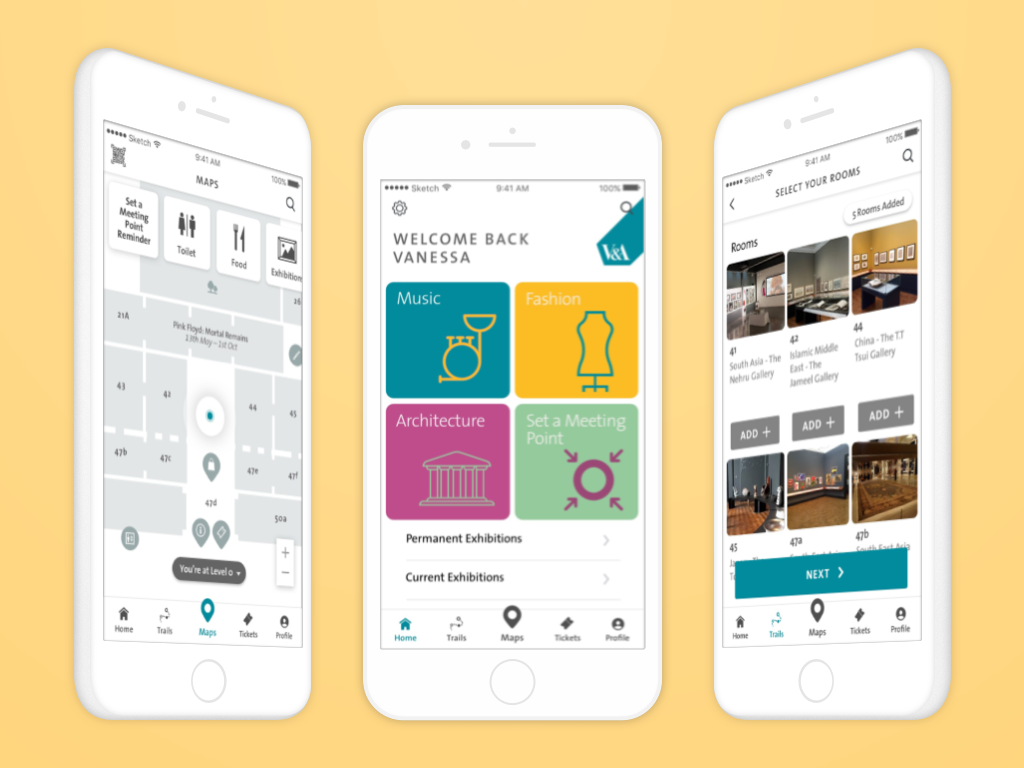 Sketch
9:41 AM
100%
MAPS
Set a
Meeting
Point
Reminder
Toilet
Food
Exhibition
26
21A
Pink Floyd: Mortal Remains
13th May – 1st Oct
43
42
44
45
47b
47c
47e
47f
47d
50a
You're at Level 0
+
−
Home
Trails
Maps
Tickets
Profile
Sketch
9:41 AM
100%
WELCOME BACK
VANESSA
V&A
Music
Fashion
Architecture
Set a Meeting
Point
Permanent Exhibitions
Current Exhibitions
Home
Trails
Maps
Tickets
Profile
Sketch
9:41 AM
100%
SELECT YOUR ROOMS
5 Rooms Added
Rooms
41
South Asia - The
Nehru Gallery
42
Islamic Middle
East - The
Jameel Gallery
44
China - The T.T
Tsui Gallery
ADD +
ADD +
ADD +
45
47a
47b
South East Asia
NEXT
Home
Trails
Maps
Tickets
Profile